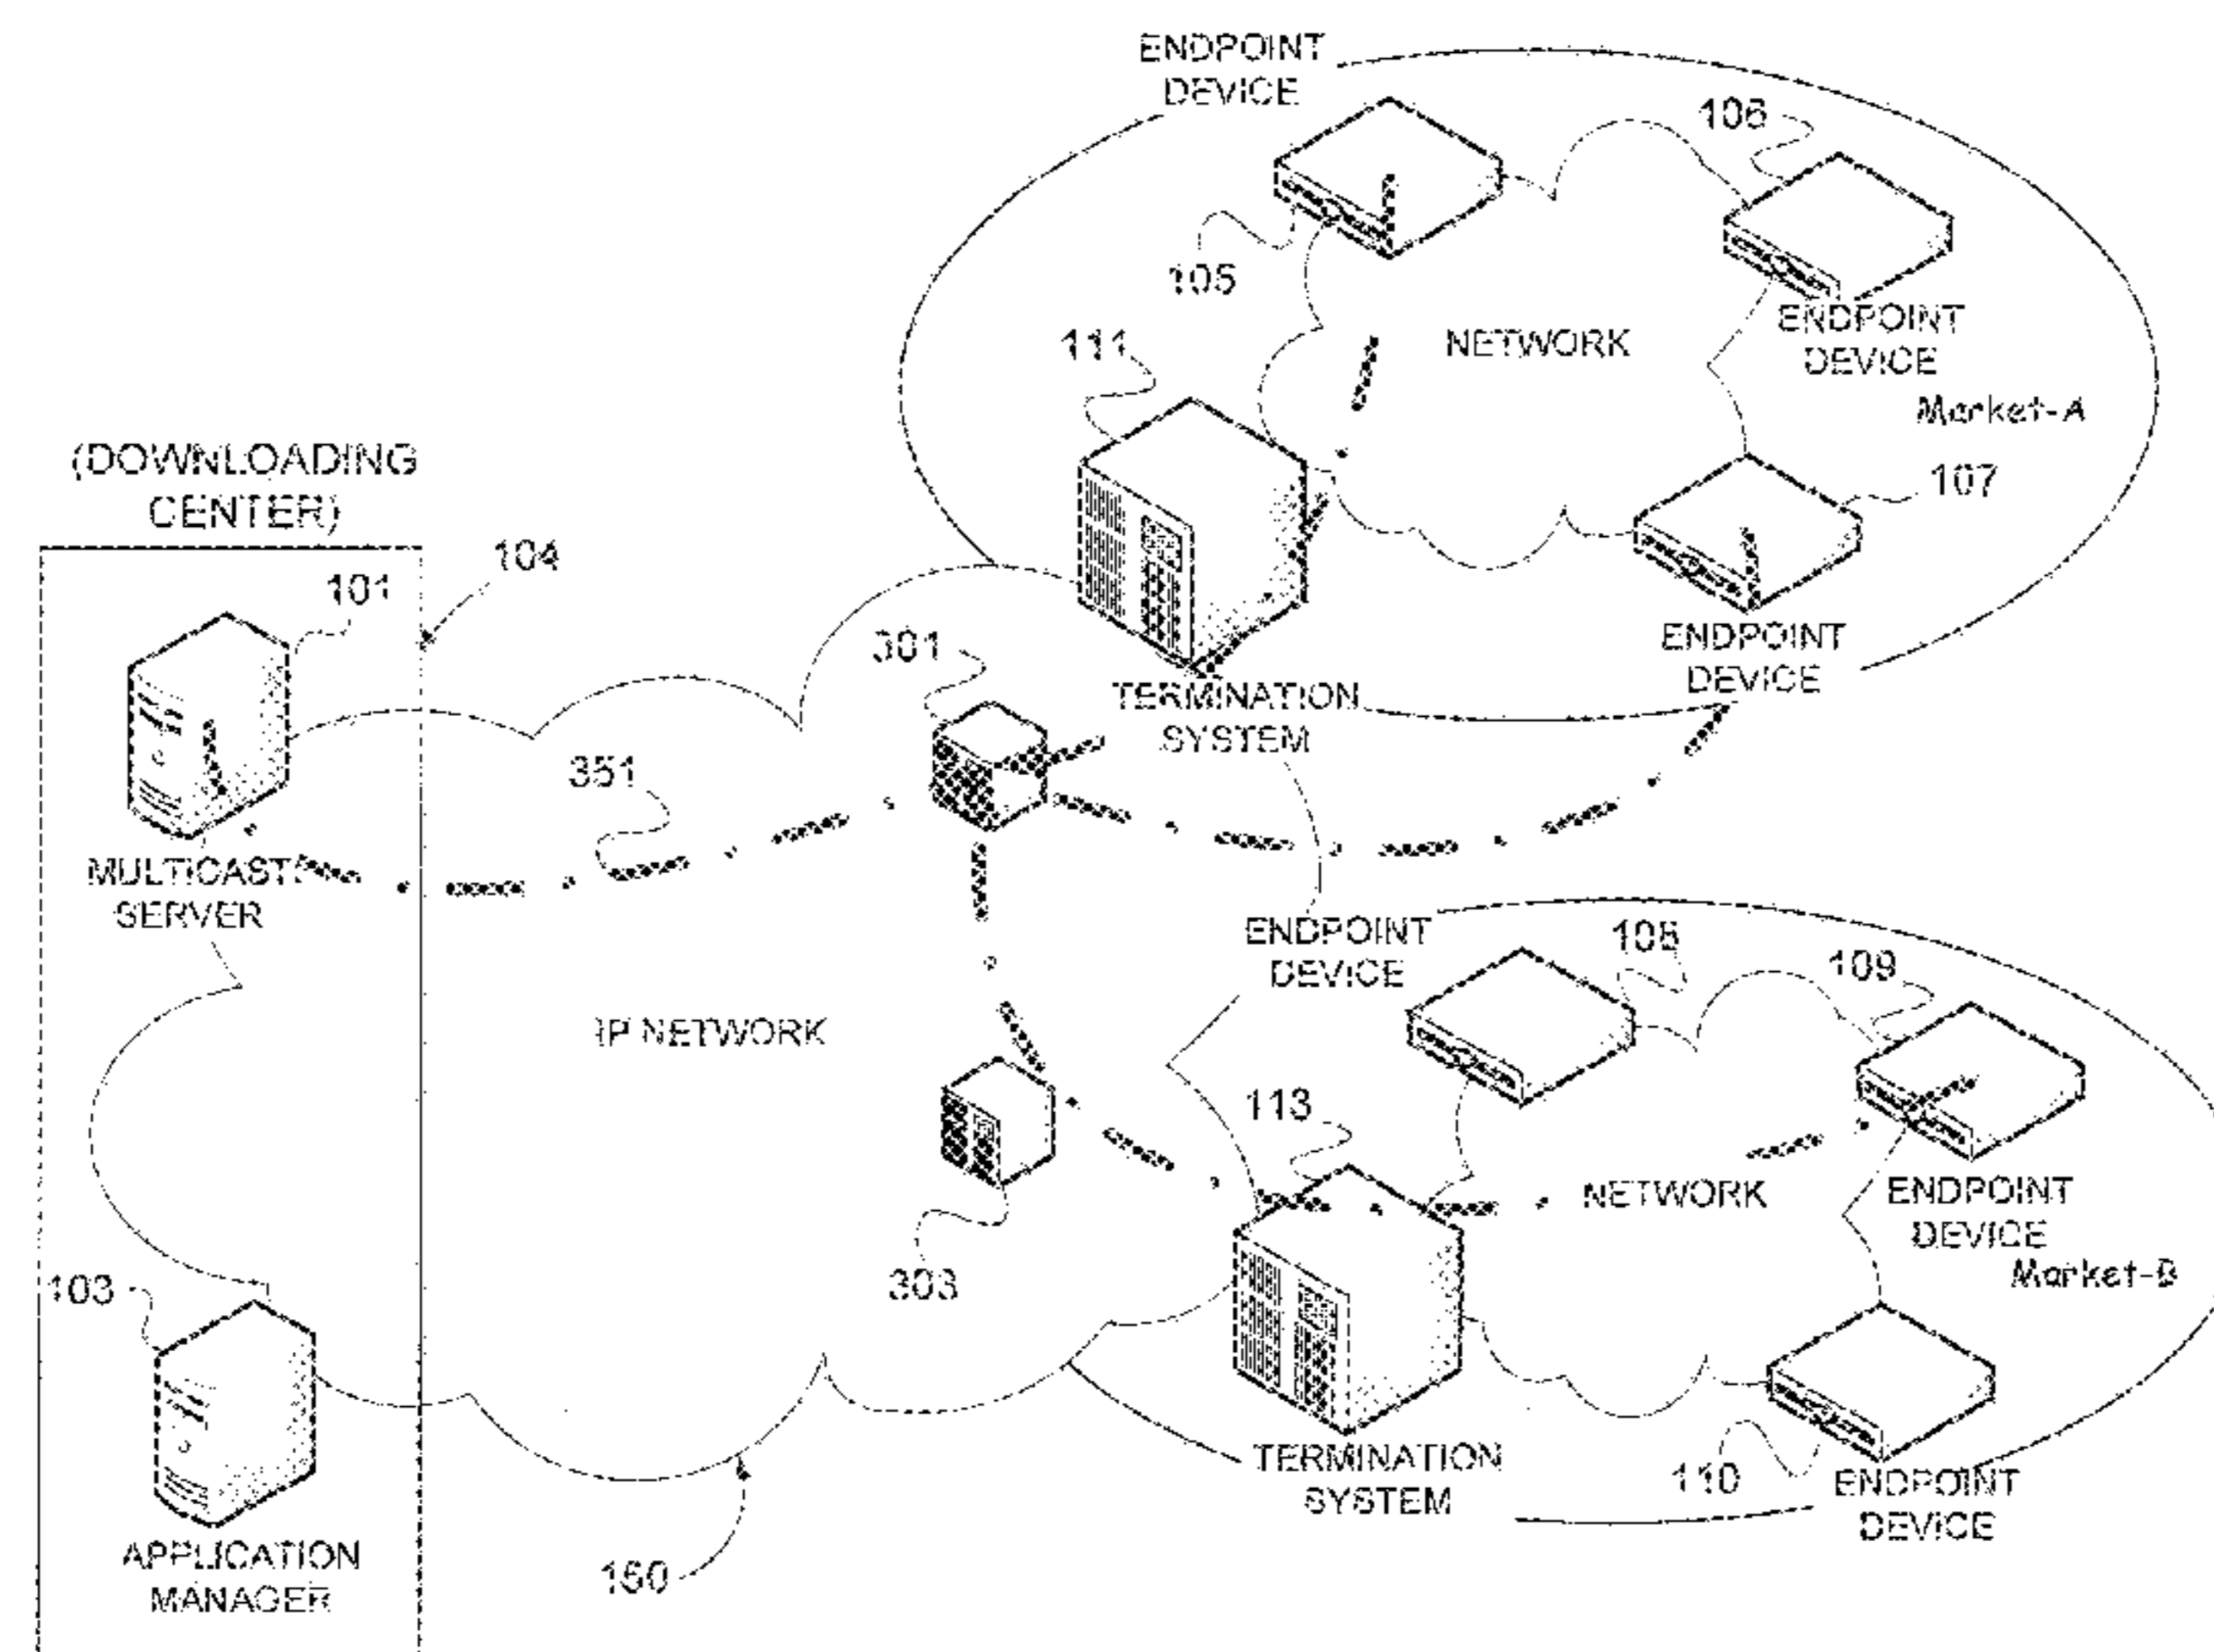 ENDPOINT
DEVICE
106
105
NETWORK
ENDPOINT
DEVICE
111
Market-A
(DOWNLOADING
CENTER)
107
104
101
301
ENDPOINT
DEVICE
TERMINATION
SYSTEM
351
MULTICAST
SERVER
ENDPOINT
DEVICE
108
109
IP NETWORK
113
NETWORK
ENDPOINT
DEVICE
Market-B
303
103
TERMINATION
SYSTEM
110
ENDPOINT
DEVICE
APPLICATION
MANAGER
150